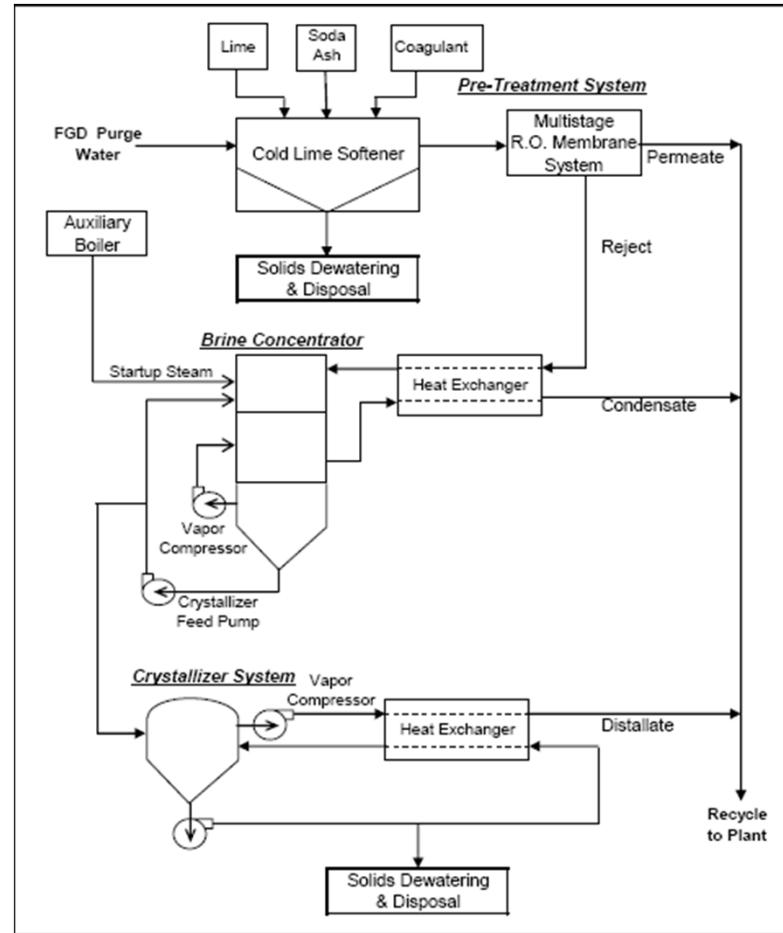 Lime
Soda
Ash
Coagulant
Pre-Treatment System
FGD Purge
Water
Cold Lime Softener
Multistage
R.O. Membrane
System
Permeate
Auxiliary
Boiler
Reject
Solids Dewatering
& Disposal
Brine Concentrator
Startup Steam
Heat Exchanger
Condensate
Vapor
Compressor
Crystallizer
Feed Pump
Crystallizer System
Vapor
Compressor
Heat Exchanger
Distallate
Recycle
to Plant
Solids Dewatering
& Disposal